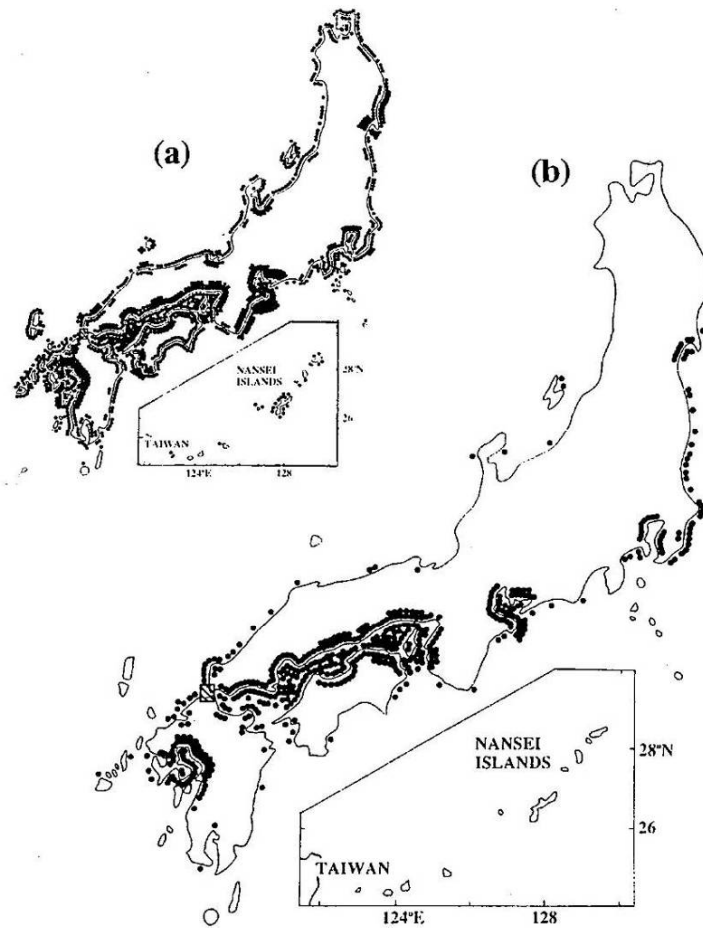 (a)
(b)
NANSEI
ISLANDS
28°N
26
TAIWAN
124°E
128
NANSEI
ISLANDS
28°N
26
TAIWAN
124°E
128